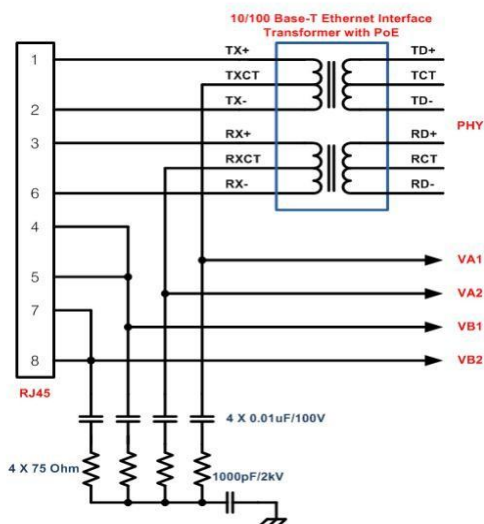 10/100 Base-T Ethernet Interface
Transformer with PoE
1 TX+ TD+
TXCT TCT
2 TX- TD-
PHY
3 RX+ RD+
RXCT RCT
6 RX- RD-
4
VA1
5
VA2
7
VB1
8 VB2
RJ45
4 X 0.01uF/100V
4 X 75 Ohm
1000pF/2kV